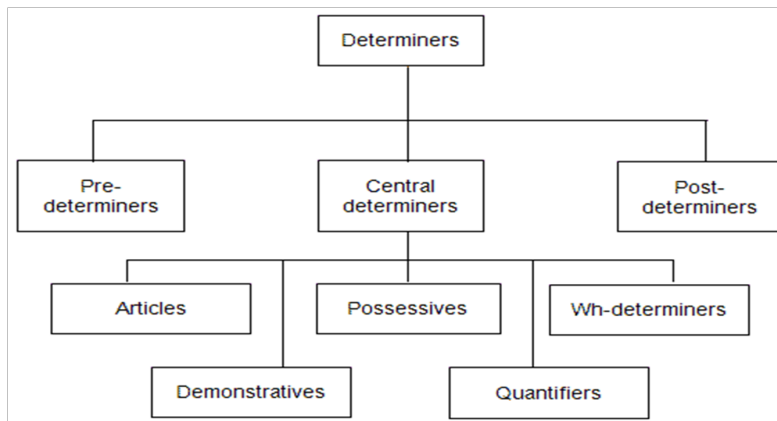 Determiners
Pre-
determiners
Central
determiners
Post-
determiners
Articles
Possessives
Wh-determiners
Demonstratives
Quantifiers